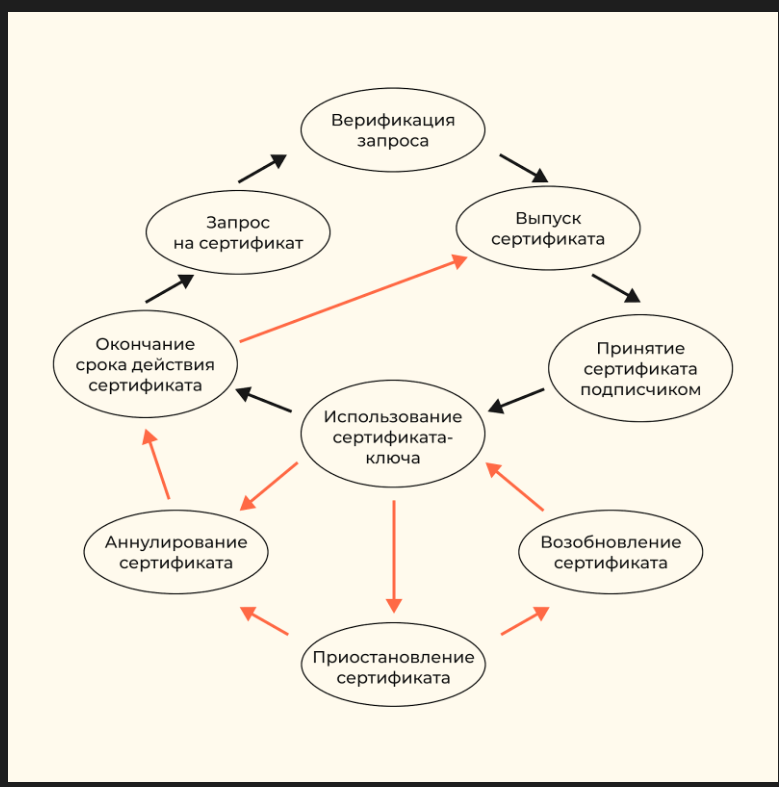 Верификация
запроса
Запрос
на сертификат
Выпуск
сертификата
Окончание
срока действия
сертификата
Принятие
сертификата
подписчиком
Использование
сертификата-
ключа
Аннулирование
сертификата
Возобновление
сертификата
Приостановление
сертификата